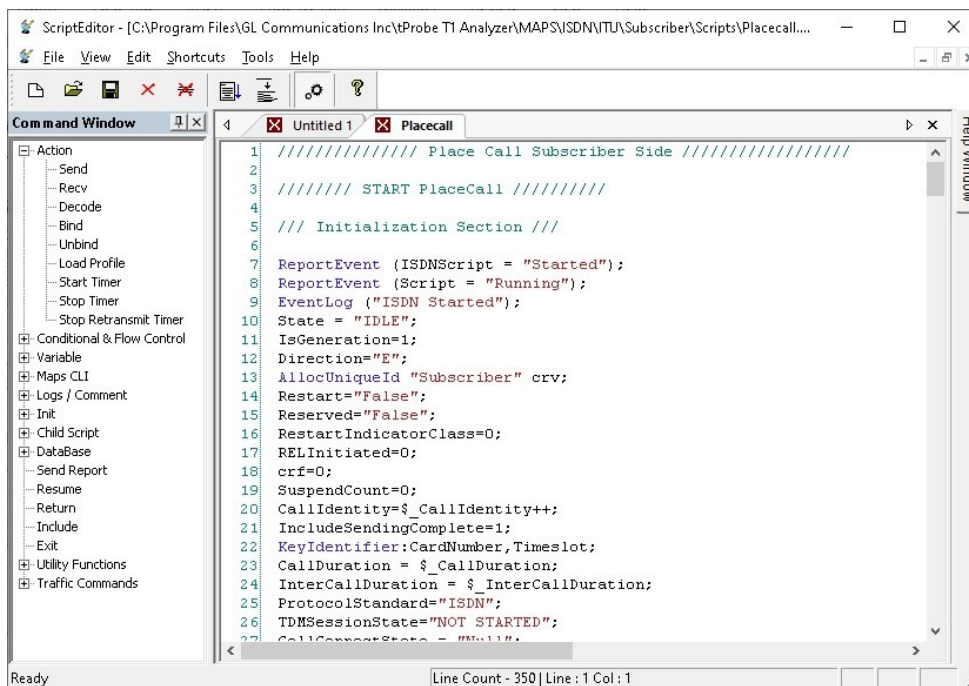 ScriptEditor - [C:\Program Files\GL Communications Inc\tProbe T1 Analyzer\MAPS\ISDN\ITU\Subscriber\Scripts\Placecall....
File View Edit Shortcuts Tools Help
Command Window
Untitled 1
Placecall
Help Window
Action
Send
Recv
Decode
Bind
Unbind
Load Profile
Start Timer
Stop Timer
Stop Retransmit Timer
Conditional & Flow Control
Variable
Maps CLI
Logs / Comment
Init
Child Script
DataBase
Send Report
Resume
Return
Include
Exit
Utility Functions
Traffic Commands
1 /////////////// Place Call Subscriber Side ///////////////////
2
3 //////// START PlaceCall //////////
4
5 /// Initialization Section ///
6
7 ReportEvent (ISDNScript = "Started");
8 ReportEvent (Script = "Running");
9 EventLog ("ISDN Started");
10 State = "IDLE";
11 IsGeneration=1;
12 Direction="E";
13 AllocUniqueId "Subscriber" crv;
14 Restart="False";
15 Reserved="False";
16 RestartIndicatorClass=0;
17 RELInitiated=0;
18 crf=0;
19 SuspendCount=0;
20 CallIdentity=$_CallIdentity++;
21 IncludeSendingComplete=1;
22 KeyIdentifier:CardNumber,Timeslot;
23 CallDuration = $_CallDuration;
24 InterCallDuration = $_InterCallDuration;
25 ProtocolStandard="ISDN";
26 TDMSessionState="NOT STARTED";
27 CallConnectState = "Null";
Ready
Line Count - 350 | Line : 1 Col : 1